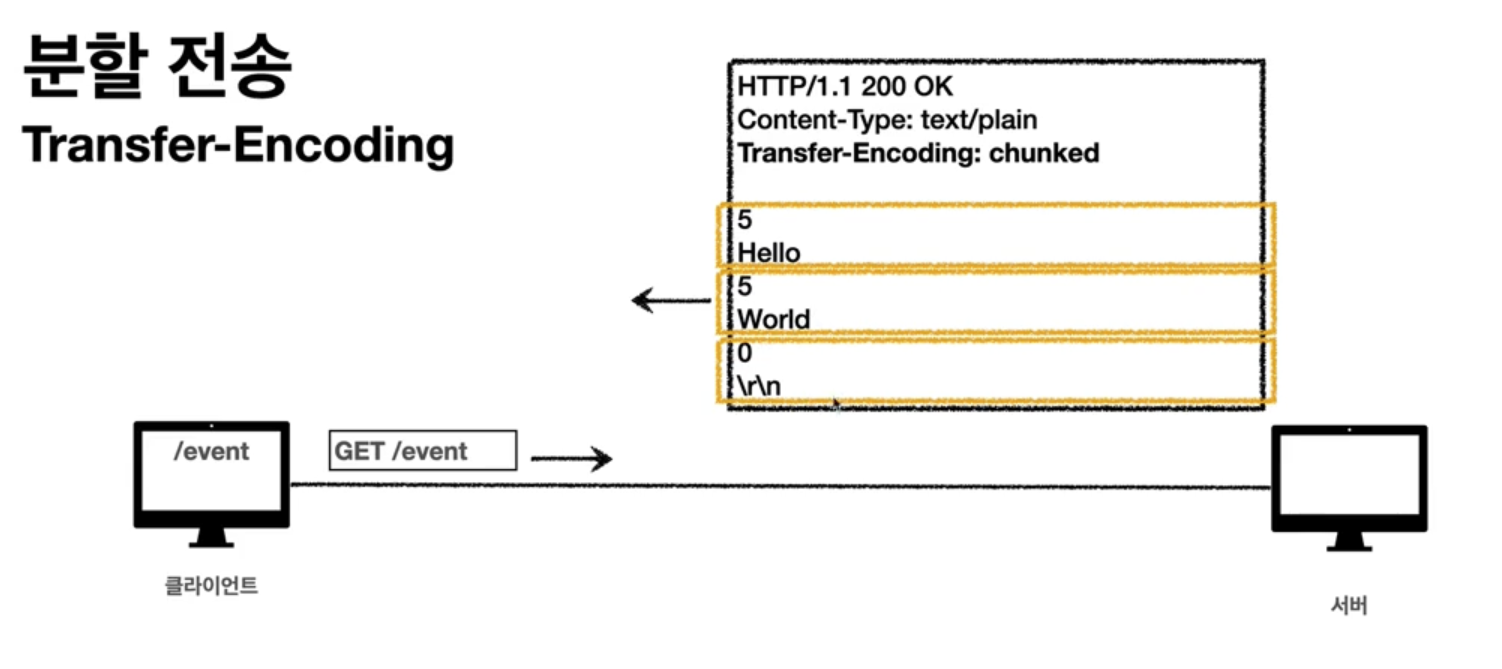 분할 전송
Transfer-Encoding
HTTP/1.1 200 OK
Content-Type: text/plain
Transfer-Encoding: chunked
5
Hello
5
World
0
\r\n
/event
GET /event
클라이언트
서버